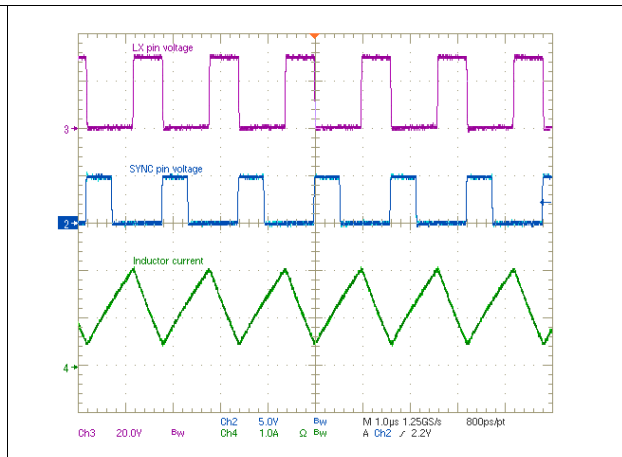 LX pin voltage
3
SYNC pin voltage
2
Inductor current
4
Ch2 5.0V Bw M 1.0µs 1.25GS/s 800ps/pt
Ch3 20.0V Bw Ch4 1.0A Ω Bw A Ch2 / 2.2V